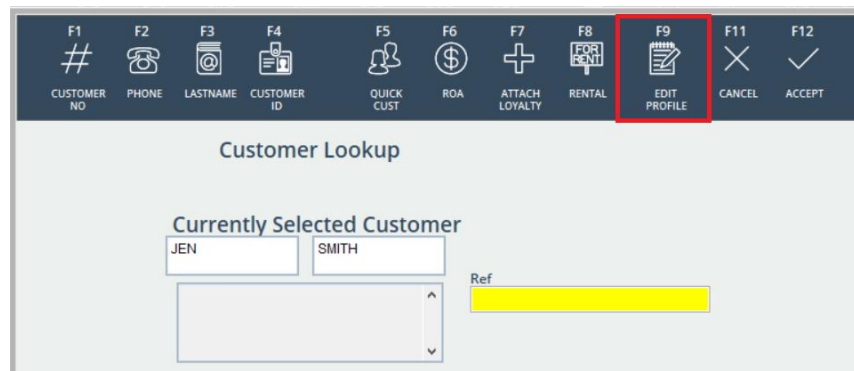 F1 F2 F3 F4 F5 F6 F7 F8 F9 F11 F12
# @ $ FOR RENT
CUSTOMER NO PHONE LASTNAME CUSTOMER ID QUICK CUST ROA ATTACH LOYALTY RENTAL EDIT PROFILE CANCEL ACCEPT
Customer Lookup
Currently Selected Customer
JEN SMITH
Ref